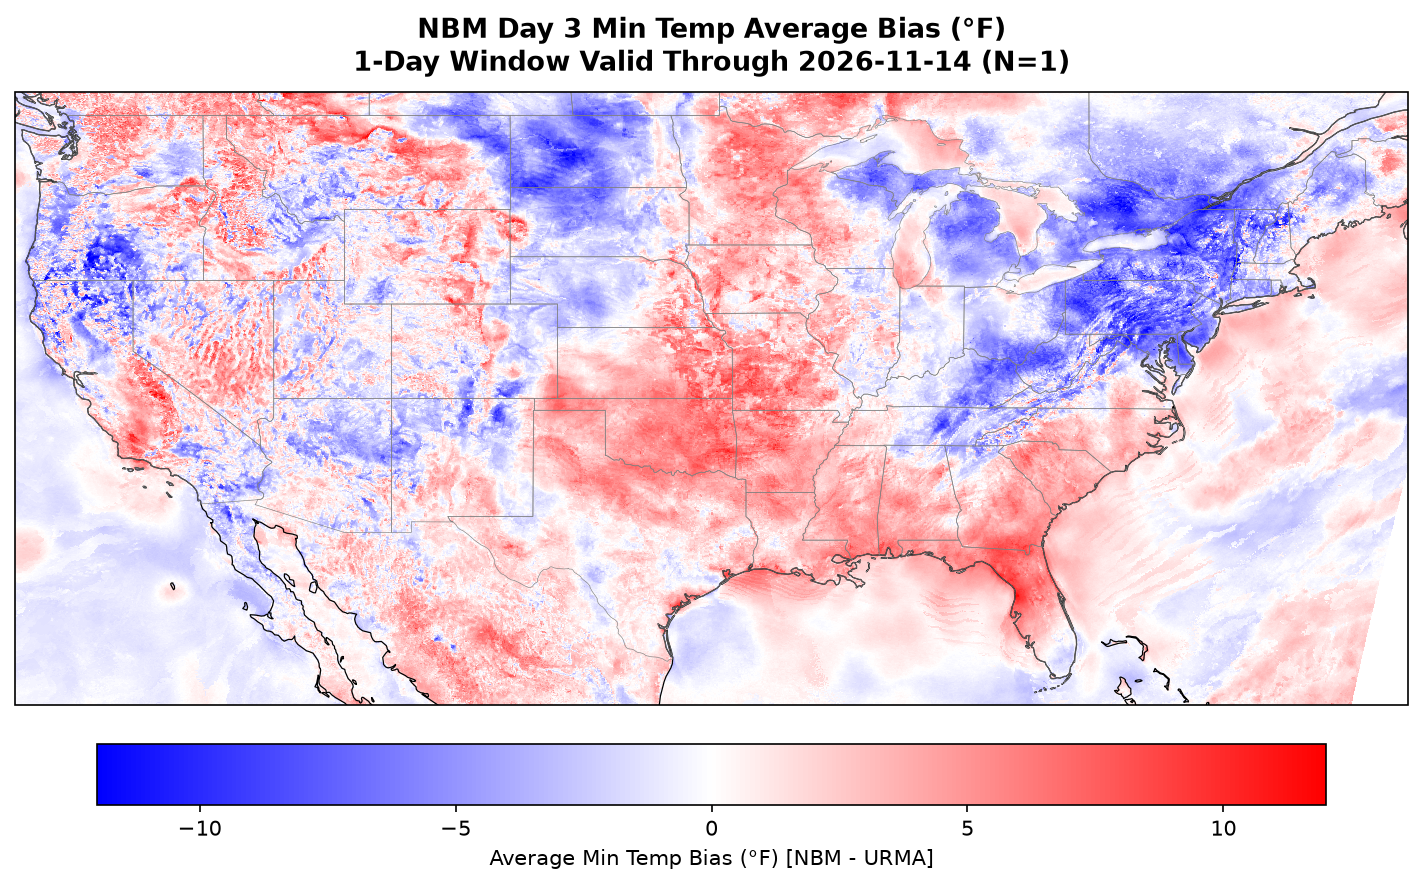 NBM Day 3 Min Temp Average Bias (°F)
1-Day Window Valid Through 2026-11-14 (N=1)
−10 −5 0 5 10
Average Min Temp Bias (°F) [NBM - URMA]